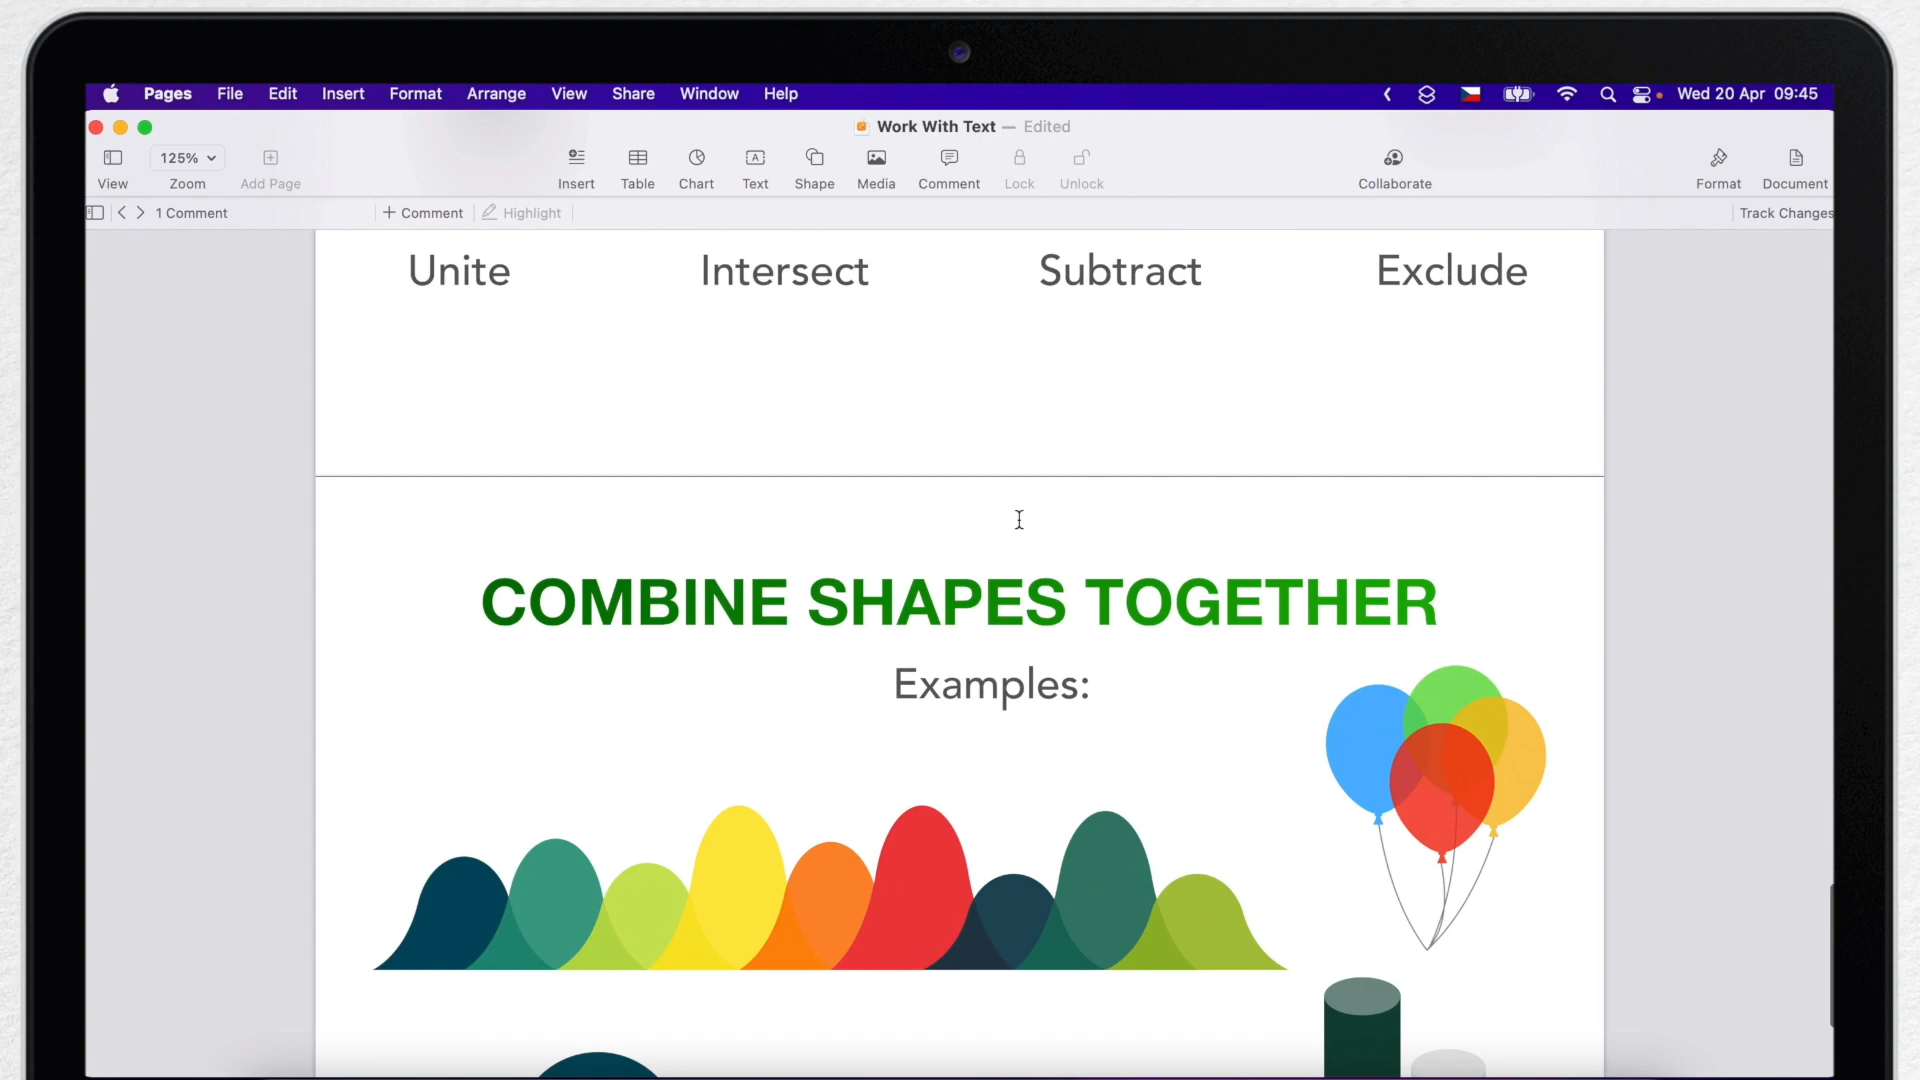 Pages File Edit Insert Format Arrange View Share Window Help Wed 20 Apr 09:45
Work With Text — Edited
125%
View Zoom Add Page Insert Table Chart Text Shape Media Comment Lock Unlock Collaborate Format Document
1 Comment + Comment Highlight Track Changes
Unite Intersect Subtract Exclude
COMBINE SHAPES TOGETHER
Examples: